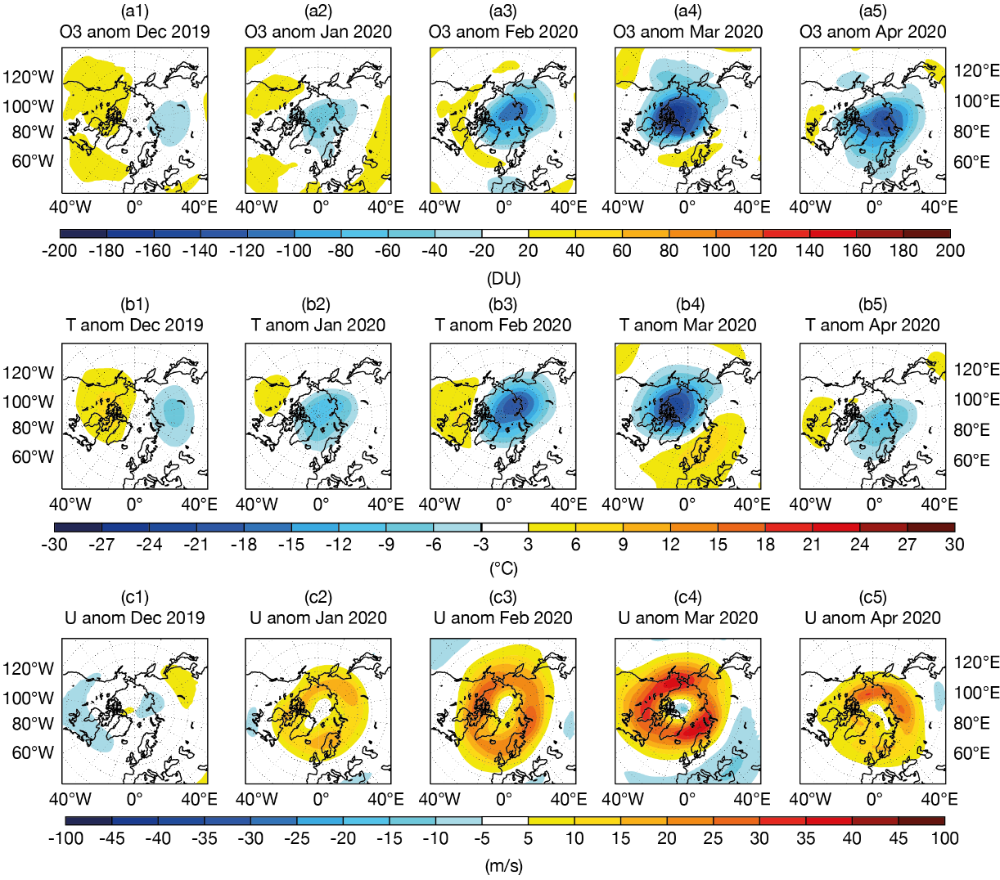 (a1) (a2) (a3) (a4) (a5)
O3 anom Dec 2019 O3 anom Jan 2020 O3 anom Feb 2020 O3 anom Mar 2020 O3 anom Apr 2020
120°W 120°E
100°W 100°E
80°W 80°E
60°W 60°E
40°W 0° 40°E 40°W 0° 40°E 40°W 0° 40°E 40°W 0° 40°E 40°W 0° 40°E
-200 -180 -160 -140 -120 -100 -80 -60 -40 -20 20 40 60 80 100 120 140 160 180 200
(DU)
(b1) (b2) (b3) (b4) (b5)
T anom Dec 2019 T anom Jan 2020 T anom Feb 2020 T anom Mar 2020 T anom Apr 2020
120°W 120°E
100°W 100°E
80°W 80°E
60°W 60°E
40°W 0° 40°E 40°W 0° 40°E 40°W 0° 40°E 40°W 0° 40°E 40°W 0° 40°E
-30 -27 -24 -21 -18 -15 -12 -9 -6 -3 3 6 9 12 15 18 21 24 27 30
(°C)
(c1) (c2) (c3) (c4) (c5)
U anom Dec 2019 U anom Jan 2020 U anom Feb 2020 U anom Mar 2020 U anom Apr 2020
120°W 120°E
100°W 100°E
80°W 80°E
60°W 60°E
40°W 0° 40°E 40°W 0° 40°E 40°W 0° 40°E 40°W 0° 40°E 40°W 0° 40°E
-100 -45 -40 -35 -30 -25 -20 -15 -10 -5 5 10 15 20 25 30 35 40 45 100
(m/s)